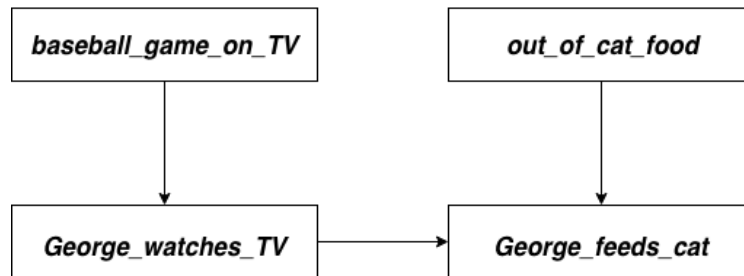 baseball_game_on_TV
out_of_cat_food
George_watches_TV
George_feeds_cat